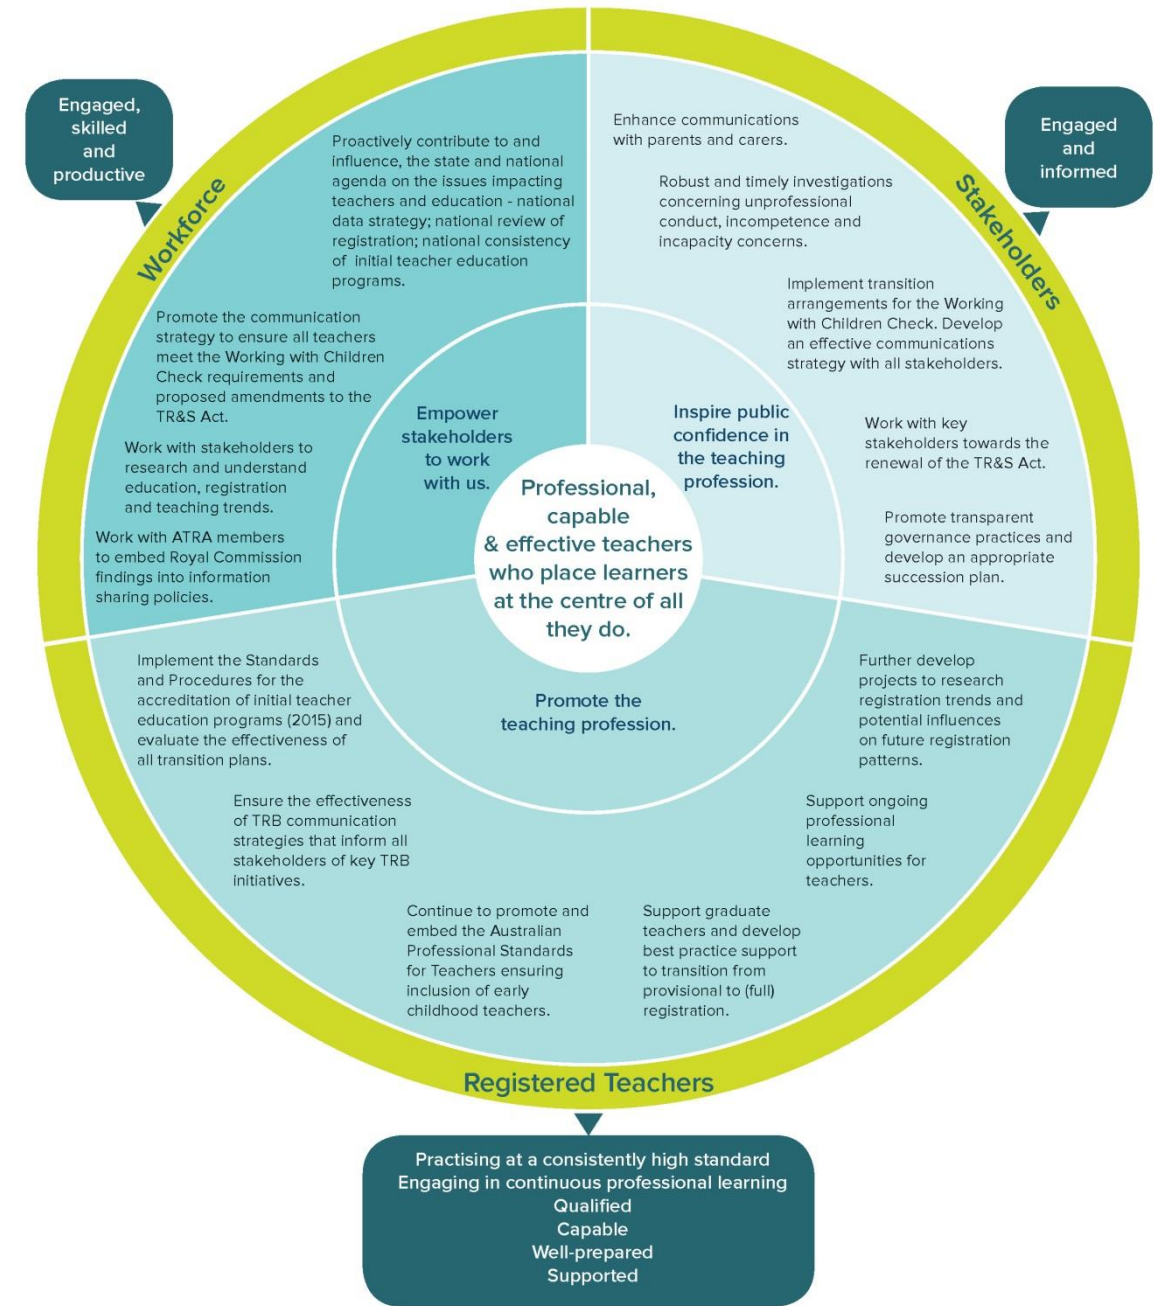 Engaged,
skilled
and
productive
Workforce
Proactively contribute to and
influence, the state and national
agenda on the issues impacting
teachers and education - national
data strategy; national review of
registration; national consistency
of initial teacher education
programs.
Promote the communication
strategy to ensure all teachers
meet the Working with Children
Check requirements and
proposed amendments to the
TR&S Act.
Work with stakeholders to
research and understand
education, registration
and teaching trends.
Work with ATRA members
to embed Royal Commission
findings into information
sharing policies.
Empower
stakeholders
to work
with us.
Engaged
and
informed
Stakeholders
Enhance communications
with parents and carers.
Robust and timely investigations
concerning unprofessional
conduct, incompetence and
incapacity concerns.
Implement transition
arrangements for the Working
with Children Check. Develop
an effective communications
strategy with all stakeholders.
Work with key
stakeholders towards the
renewal of the TR&S Act.
Promote transparent
governance practices and
develop an appropriate
succession plan.
Inspire public
confidence in
the teaching
profession.
Professional,
capable
& effective teachers
who place learners
at the centre of all
they do.
Promote the
teaching profession.
Implement the Standards
and Procedures for the
accreditation of initial teacher
education programs (2015) and
evaluate the effectiveness of
all transition plans.
Ensure the effectiveness
of TRB communication
strategies that inform all
stakeholders of key TRB
initiatives.
Continue to promote and
embed the Australian
Professional Standards
for Teachers ensuring
inclusion of early
childhood teachers.
Support graduate
teachers and develop
best practice support
to transition from
provisional to (full)
registration.
Support ongoing
professional
learning
opportunities for
teachers.
Further develop
projects to research
registration trends and
potential influences
on future registration
patterns.
Registered Teachers
Practising at a consistently high standard
Engaging in continuous professional learning
Qualified
Capable
Well-prepared
Supported